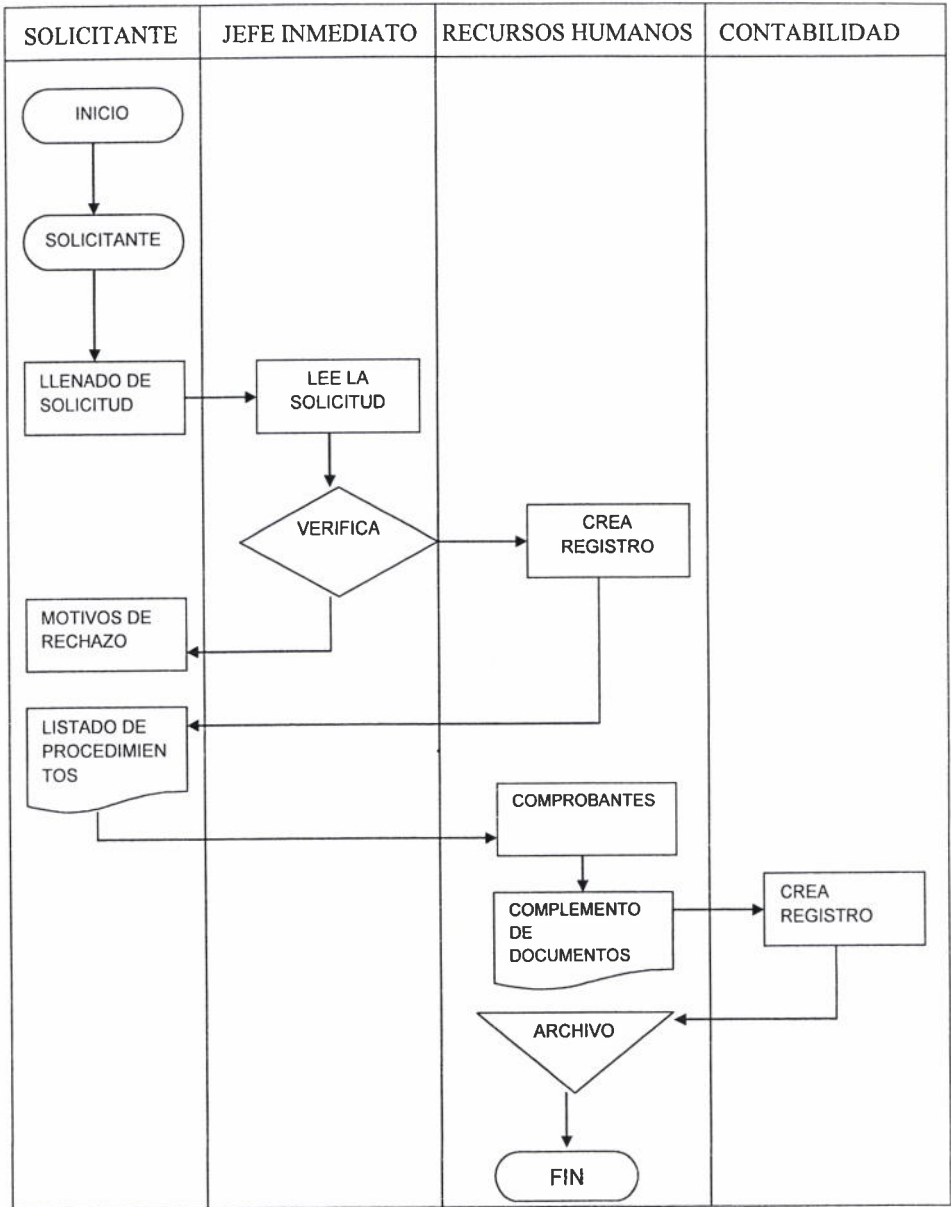 SOLICITANTE
JEFE INMEDIATO
RECURSOS HUMANOS
CONTABILIDAD
INICIO
SOLICITANTE
LLENADO DE
SOLICITUD
LEE LA
SOLICITUD
VERIFICA
CREA
REGISTRO
MOTIVOS DE
RECHAZO
LISTADO DE
PROCEDIMIEN
TOS
COMPROBANTES
COMPLEMENTO
DE
DOCUMENTOS
CREA
REGISTRO
ARCHIVO
FIN